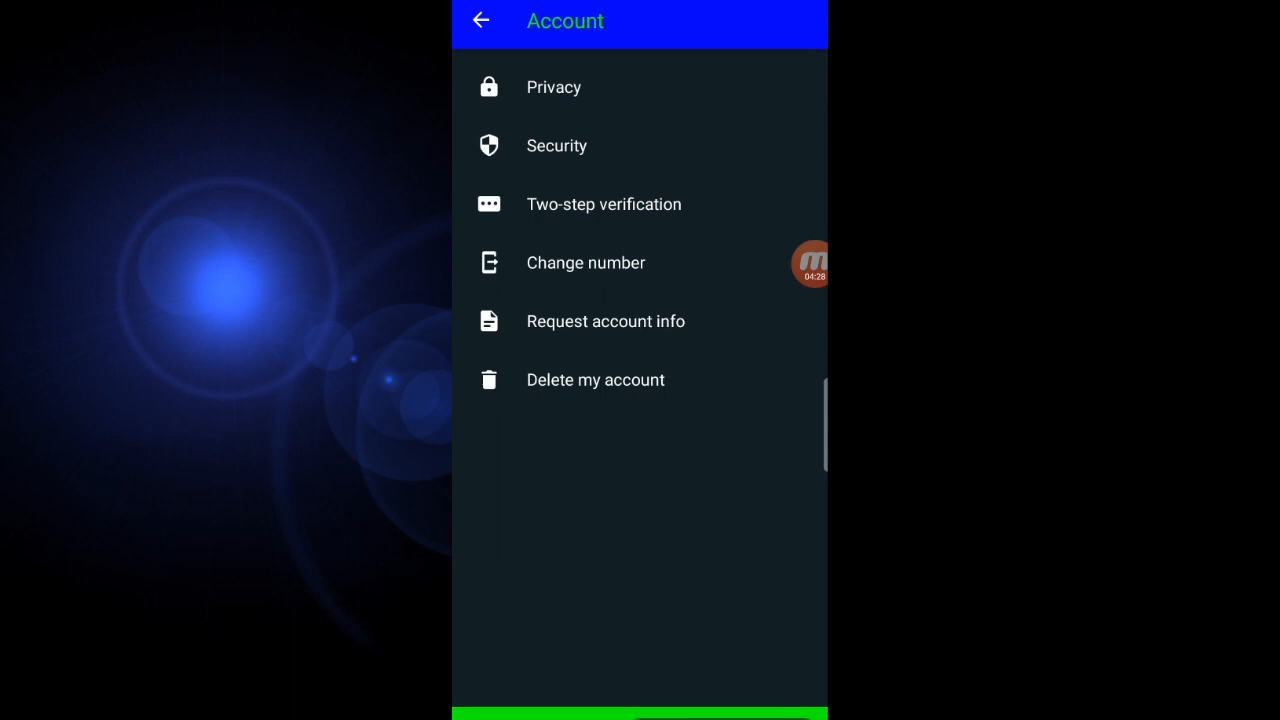 Account
Privacy
Security
Two-step verification
Change number
04:28
Request account info
Delete my account